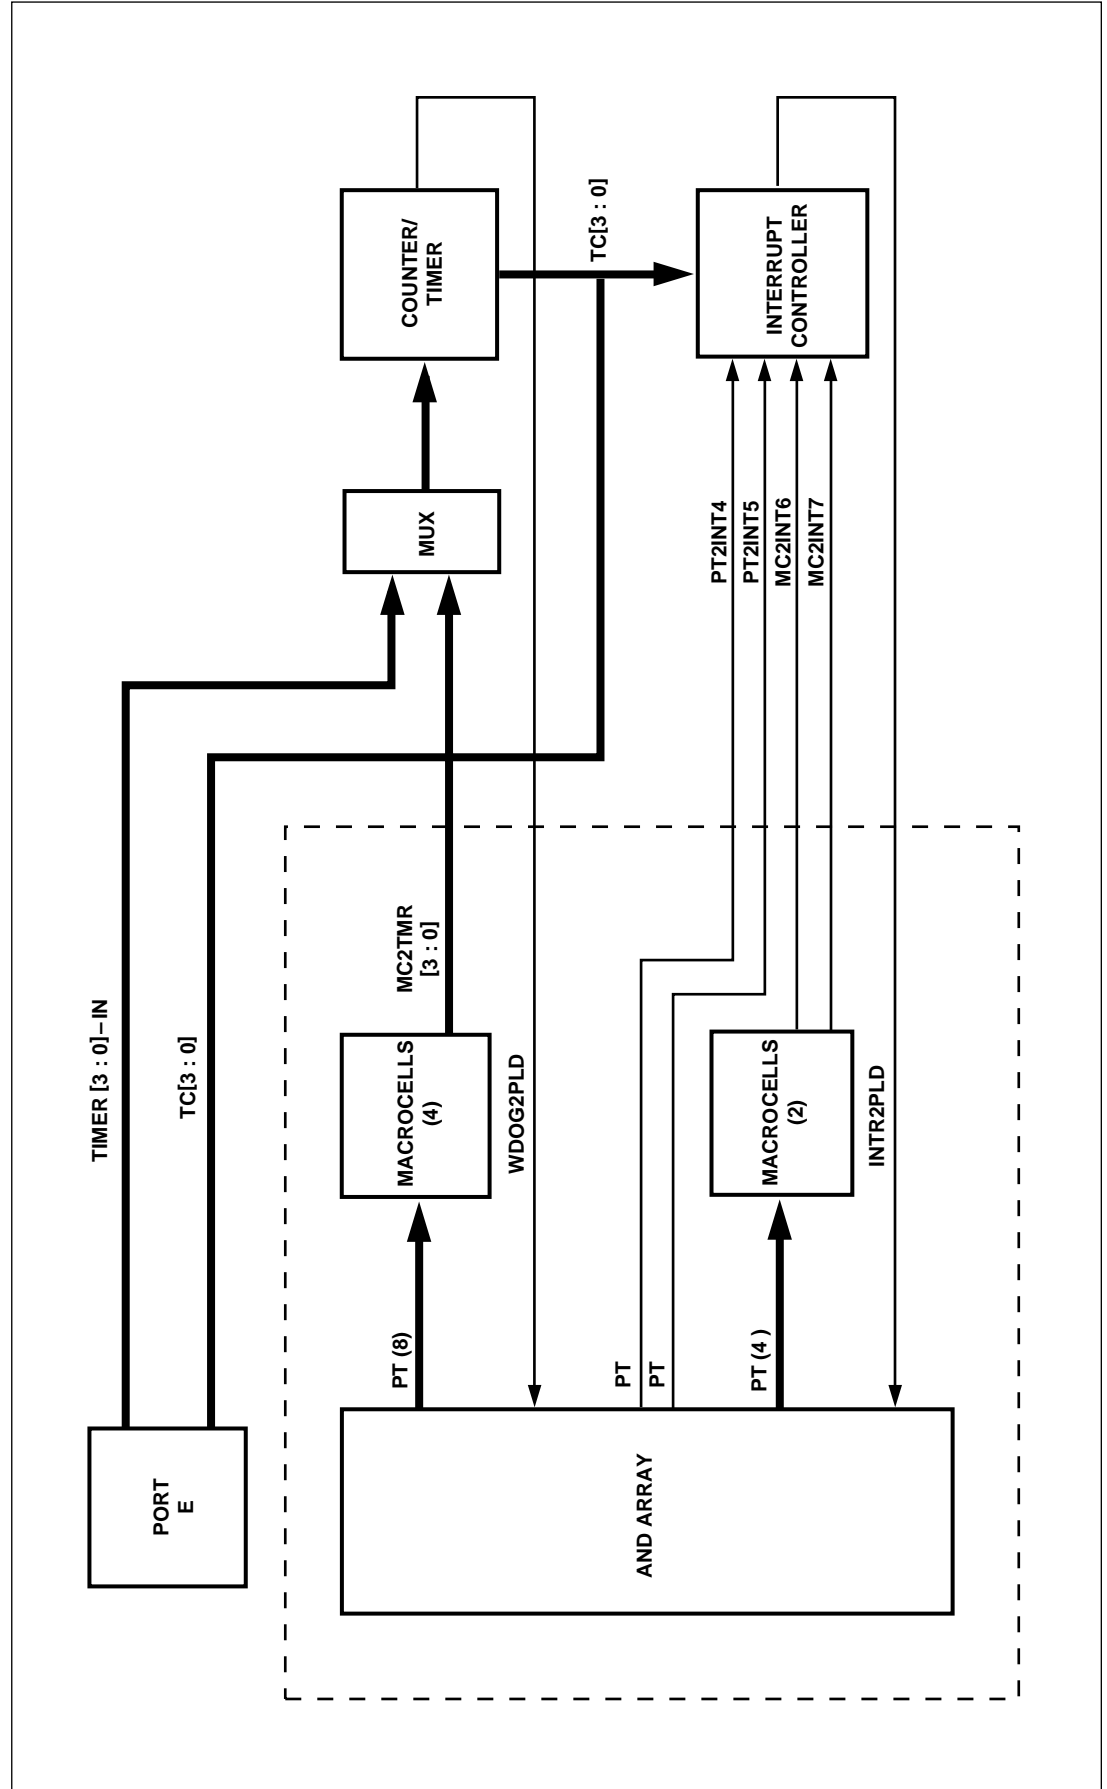 PORT
E
TIMER [3 : 0]–IN
TC[3 : 0]
AND ARRAY
PT (8)
MACROCELLS
(4)
MC2TMR
[3 : 0]
MUX
COUNTER/
TIMER
WDOG2PLD
TC[3 : 0]
PT
PT
PT (4 )
MACROCELLS
(2)
PT2INT4
PT2INT5
MC2INT6
MC2INT7
INTERRUPT
CONTROLLER
INTR2PLD